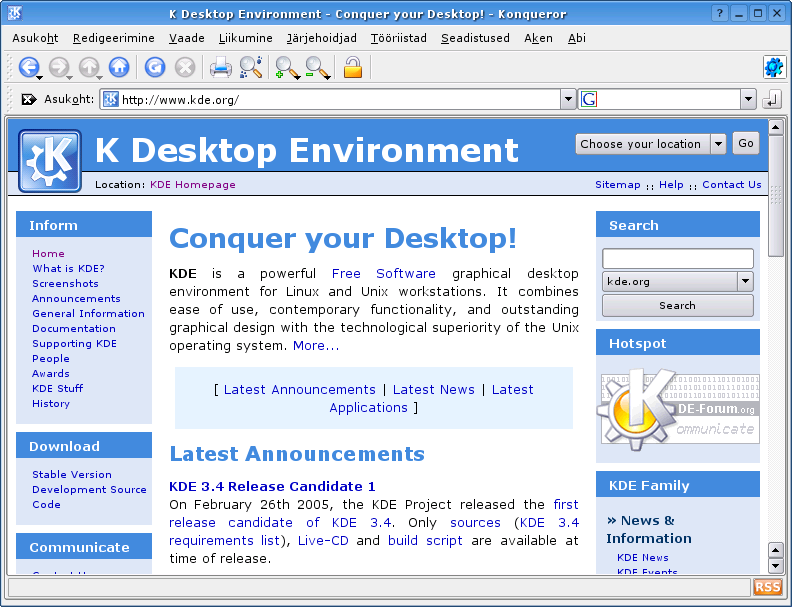 K Desktop Environment - Conquer your Desktop! - Konqueror
Asukoht Redigeerimine Vaade Liikumine Järjehoidjad Tööriistad Seadistused Aken Abi
Asukoht: http://www.kde.org/ G
K Desktop Environment
Choose your location Go
Location: KDE Homepage
Sitemap :: Help :: Contact Us
Inform
Home
What is KDE?
Screenshots
Announcements
General Information
Documentation
Supporting KDE
People
Awards
KDE Stuff
History
Download
Stable Version
Development Source
Code
Communicate
Conquer your Desktop!
KDE is a powerful Free Software graphical desktop
environment for Linux and Unix workstations. It combines
ease of use, contemporary functionality, and outstanding
graphical design with the technological superiority of the Unix
operating system. More...
[ Latest Announcements | Latest News | Latest
Applications ]
Latest Announcements
KDE 3.4 Release Candidate 1
On February 26th 2005, the KDE Project released the first
release candidate of KDE 3.4. Only sources (KDE 3.4
requirements list), Live-CD and build script are available at
time of release.
Search
kde.org
Search
Hotspot
DE-Forum.org
communicate
KDE Family
» News &
Information
KDE News
KDE Events
RSS